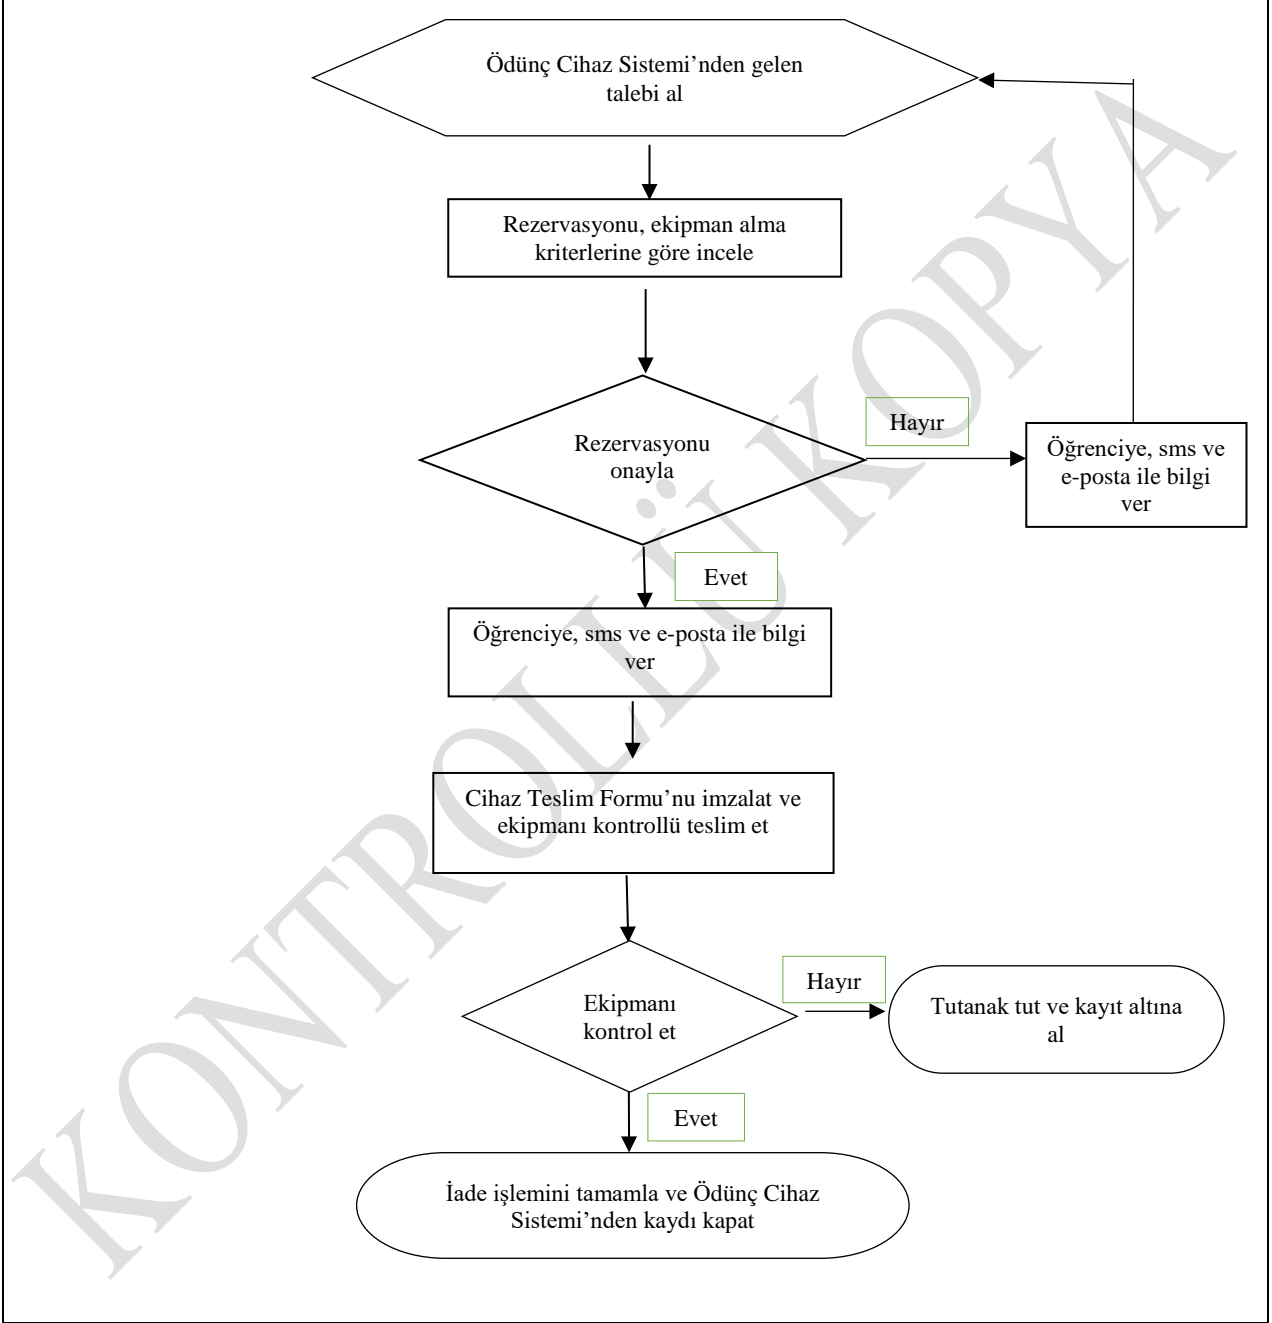 Ödünç Cihaz Sistemi’nden gelen
talebi al
Rezervasyonu, ekipman alma
kriterlerine göre incele
Rezervasyonu
onayla
Hayır
Öğrenciye, sms ve
e-posta ile bilgi
ver
Evet
Öğrenciye, sms ve e-posta ile bilgi
ver
Cihaz Teslim Formu’nu imzalat ve
ekipmanı kontrollü teslim et
Ekipmanı
kontrol et
Hayır
Tutanak tut ve kayıt altına
al
Evet
İade işlemini tamamla ve Ödünç Cihaz
Sistemi’nden kaydı kapat
KONTROLLÜ KOPYA